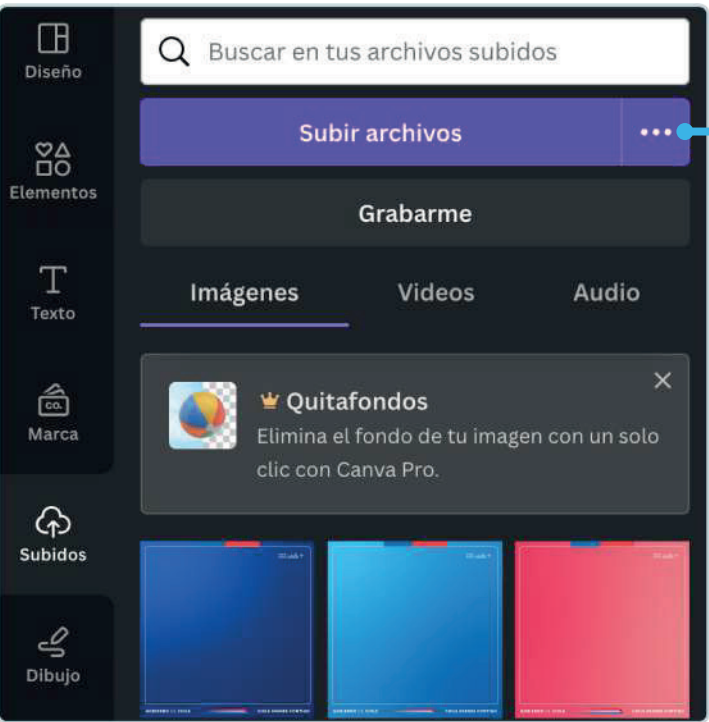 Diseño
Elementos
Texto
CO.
Marca
Subidos
Dibujo
Buscar en tus archivos subidos
Subir archivos
Grabarme
Imágenes Videos Audio
Quitafondos
Elimina el fondo de tu imagen con un solo
clic con Canva Pro.